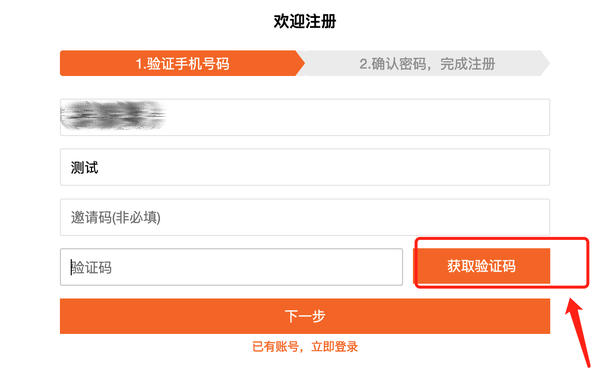 欢迎注册
1.验证手机号码
2.确认密码，完成注册
测试
邀请码(非必填)
验证码
获取验证码
下一步
已有账号，立即登录